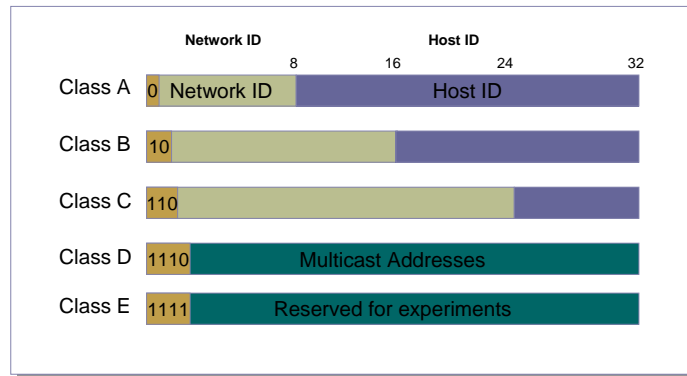 Network ID Host ID
8 16 24 32
Class A 0 Network ID Host ID
Class B 10
Class C 110
Class D 1110 Multicast Addresses
Class E 1111 Reserved for experiments